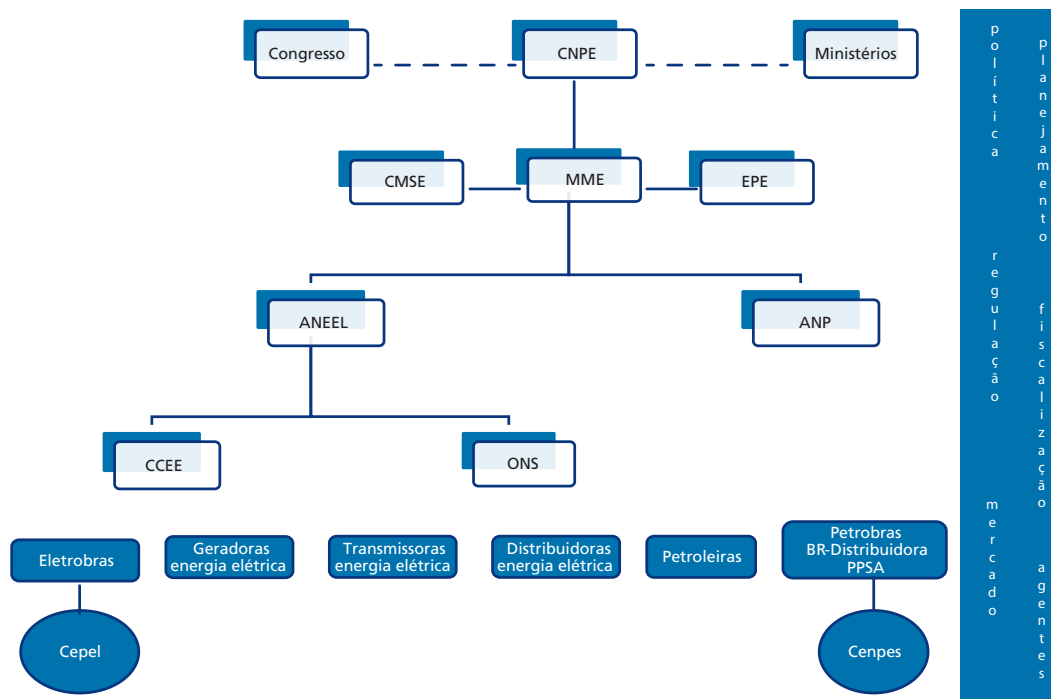 Congresso
CNPE
Ministérios
CMSE
MME
EPE
ANEEL
ANP
CCEE
ONS
Eletrobras
Geradoras
energia elétrica
Transmissoras
energia elétrica
Distribuidoras
energia elétrica
Petroleiras
Petrobras
BR-Distribuidora
PPSA
Cepel
Cenpes
política
planejamento
regulação
fiscalização
mercado
agentes